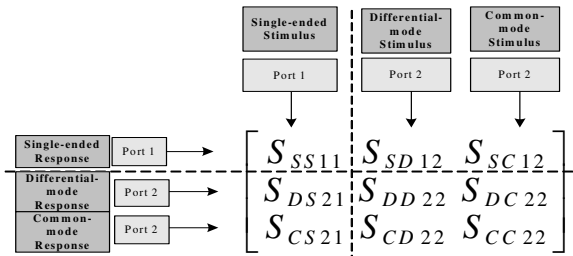 Single-ended Stimulus
Differential-mode Stimulus
Common-mode Stimulus
Port 1
Port 2
Port 2
Single-ended Response
Port 1
S SS11 S SD12 S SC12
Differential-mode Response
Port 2
S DS21 S DD22 S DC22
Common-mode Response
Port 2
S CS21 S CD22 S CC22